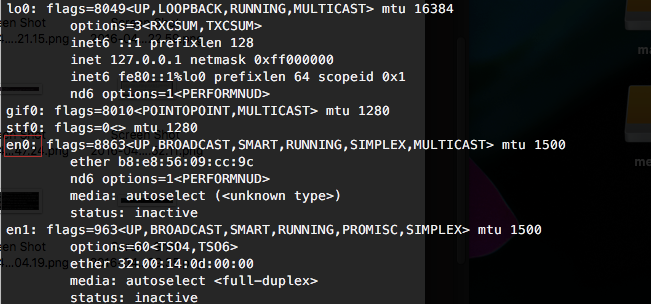 lo0: flags=8049<UP,LOOPBACK,RUNNING,MULTICAST> mtu 16384
options=3<RXCSUM,TXCSUM>
inet6 ::1 prefixlen 128
inet 127.0.0.1 netmask 0xff000000
inet6 fe80::1%lo0 prefixlen 64 scopeid 0x1
nd6 options=1<PERFORMNUD>
gif0: flags=8010<POINTOPOINT,MULTICAST> mtu 1280
stf0: flags=0<> mtu 1280
en0: flags=8863<UP,BROADCAST,SMART,RUNNING,SIMPLEX,MULTICAST> mtu 1500
ether b8:e8:56:09:cc:9c
nd6 options=1<PERFORMNUD>
media: autoselect (<unknown type>)
status: inactive
en1: flags=963<UP,BROADCAST,SMART,RUNNING,PROMISC,SIMPLEX> mtu 1500
options=60<TSO4,TSO6>
ether 32:00:14:0d:00:00
media: autoselect <full-duplex>
status: inactive